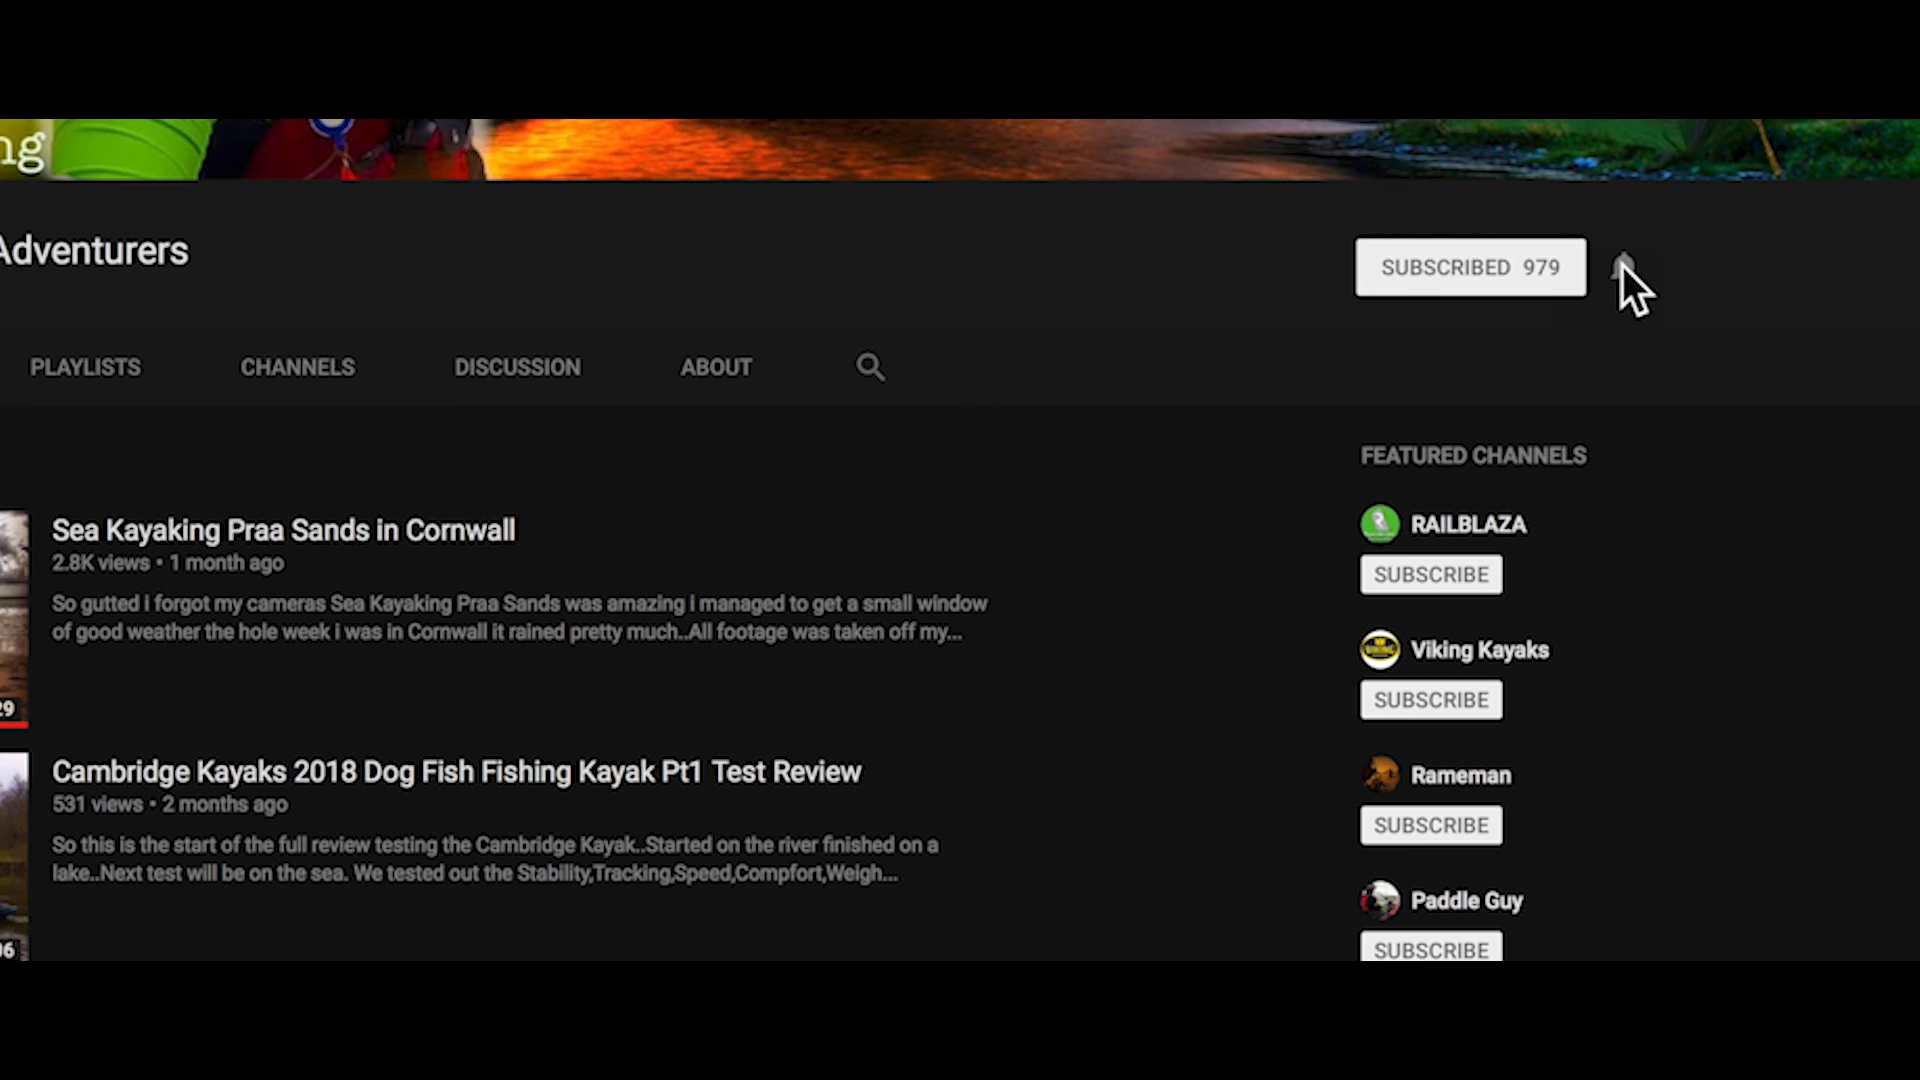 ng
Adventurers
SUBSCRIBED 979
PLAYLISTS CHANNELS DISCUSSION ABOUT
FEATURED CHANNELS
Sea Kayaking Praa Sands in Cornwall
2.8K views • 1 month ago
So gutted i forgot my cameras Sea Kayaking Praa Sands was amazing i managed to get a small window
of good weather the hole week i was in Cornwall it rained pretty much..All footage was taken off my...
29
Cambridge Kayaks 2018 Dog Fish Fishing Kayak Pt1 Test Review
531 views • 2 months ago
So this is the start of the full review testing the Cambridge Kayak..Started on the river finished on a
lake..Next test will be on the sea. We tested out the Stability,Tracking,Speed,Compfort,Weigh...
06
RAILBLAZA
SUBSCRIBE
Viking Kayaks
SUBSCRIBE
Rameman
SUBSCRIBE
Paddle Guy
SUBSCRIBE